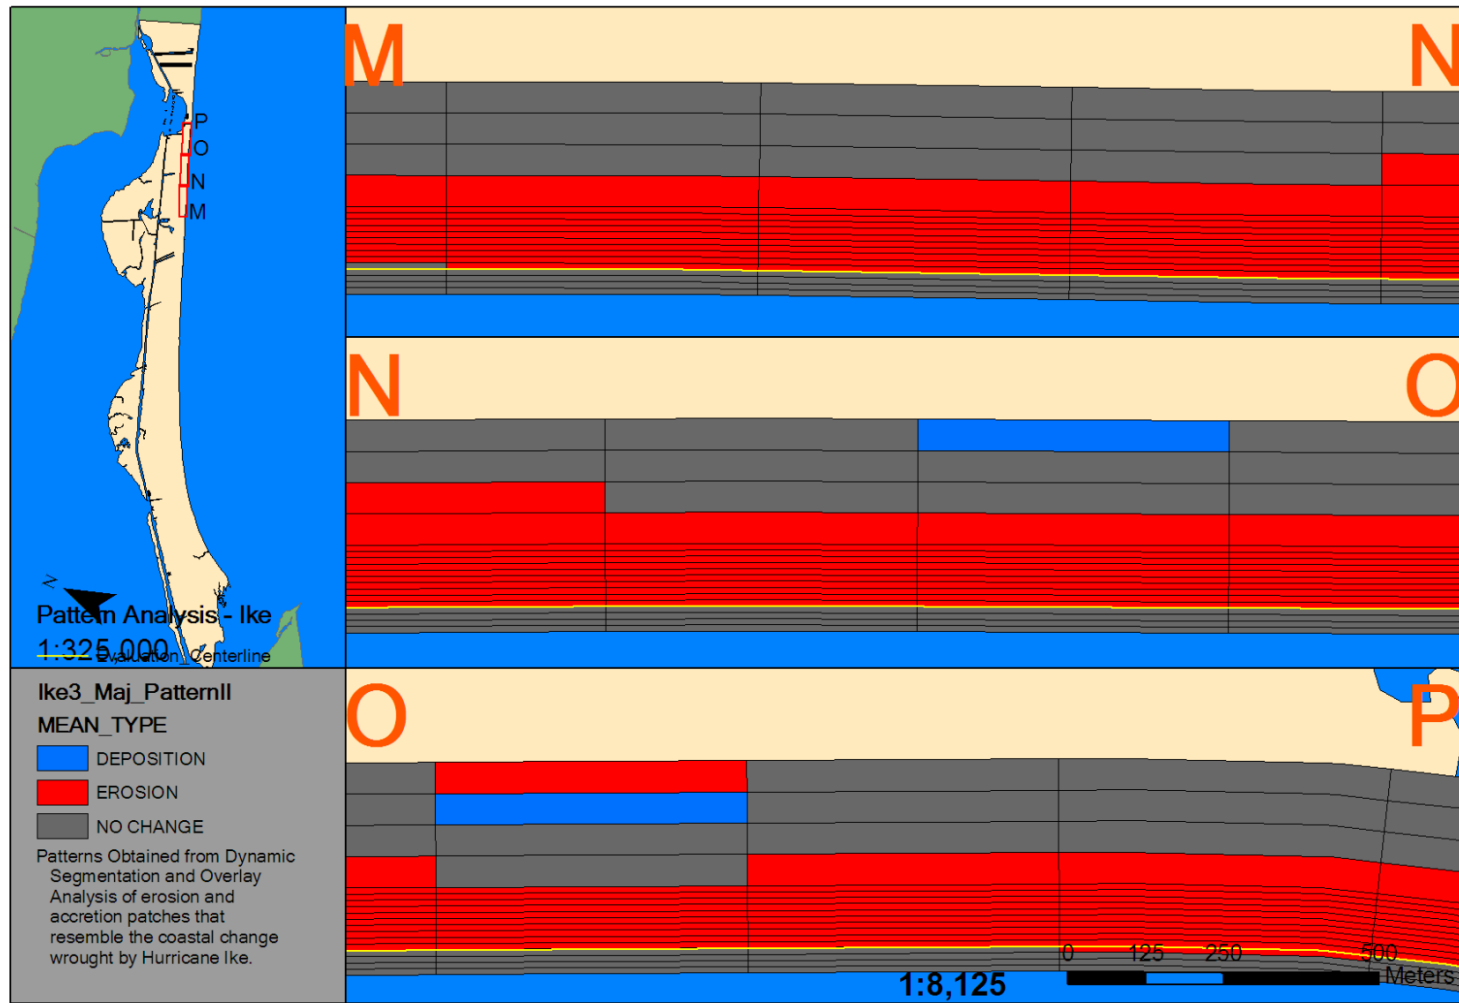 M
N
P
O
N
M
N
O
N
Pattern Analysis - Ike
1:325,000
Evaluation_Centerline
Ike3_Maj_PatternII
MEAN_TYPE
DEPOSITION
EROSION
NO CHANGE
Patterns Obtained from Dynamic
Segmentation and Overlay
Analysis of erosion and
accretion patches that
resemble the coastal change
wrought by Hurricane Ike.
O
P
0 125 250 500
Meters
1:8,125